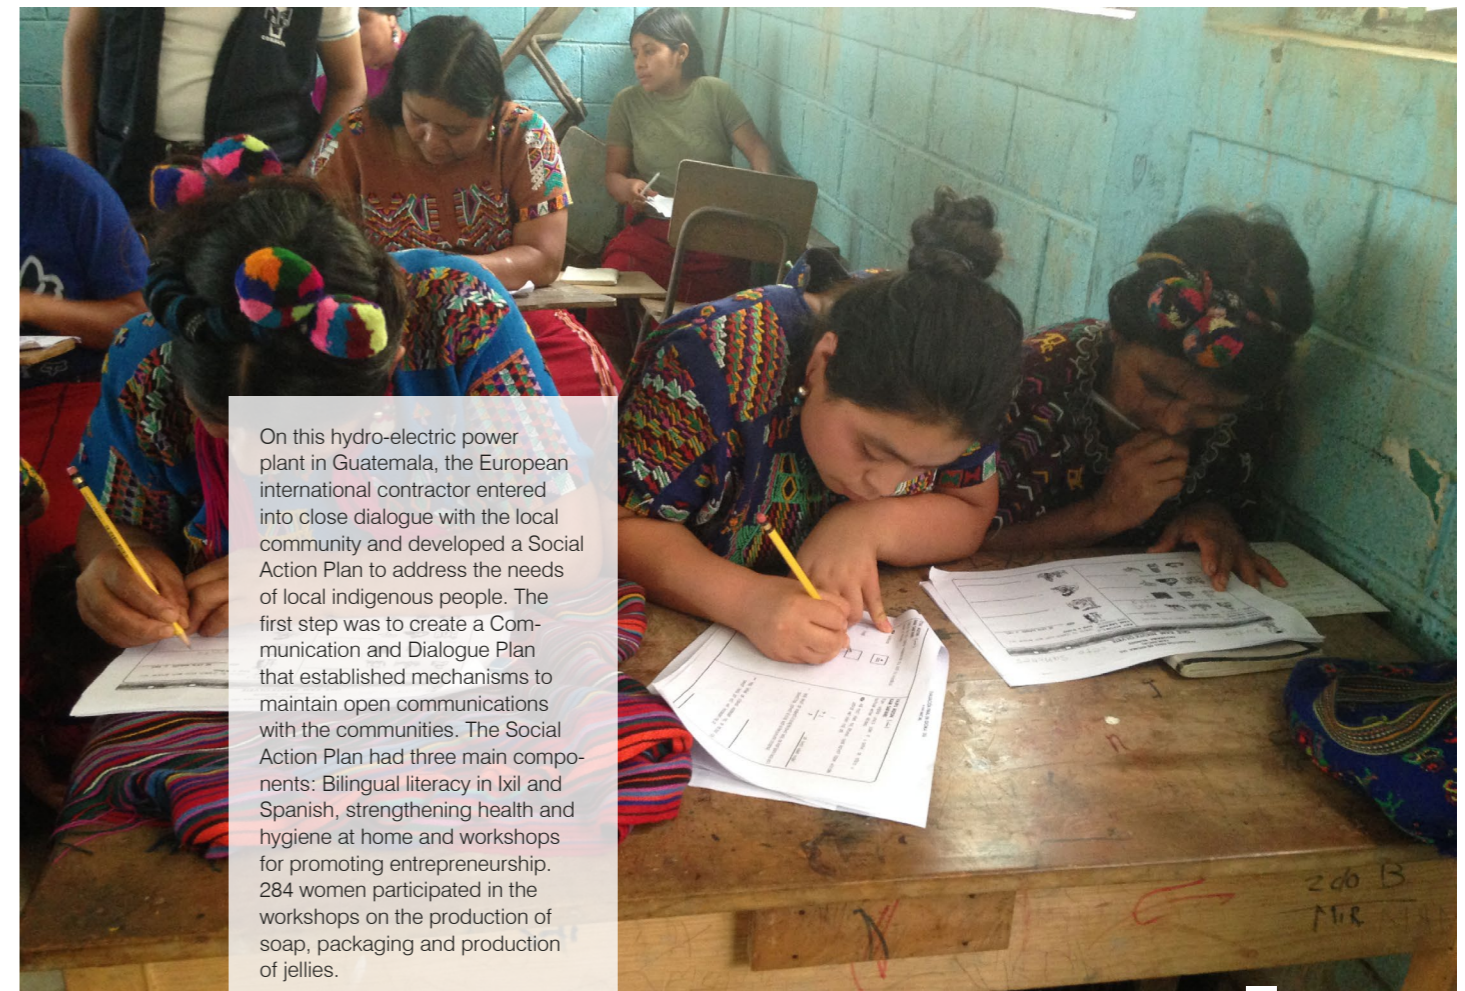 On this hydro-electric power
plant in Guatemala, the European
international contractor entered
into close dialogue with the local
community and developed a Social
Action Plan to address the needs
of local indigenous people. The
first step was to create a Com-
munication and Dialogue Plan
that established mechanisms to
maintain open communications
with the communities. The Social
Action Plan had three main compo-
nents: Bilingual literacy in Ixil and
Spanish, strengthening health and
hygiene at home and workshops
for promoting entrepreneurship.
284 women participated in the
workshops on the production of
soap, packaging and production
of jellies.
2do B